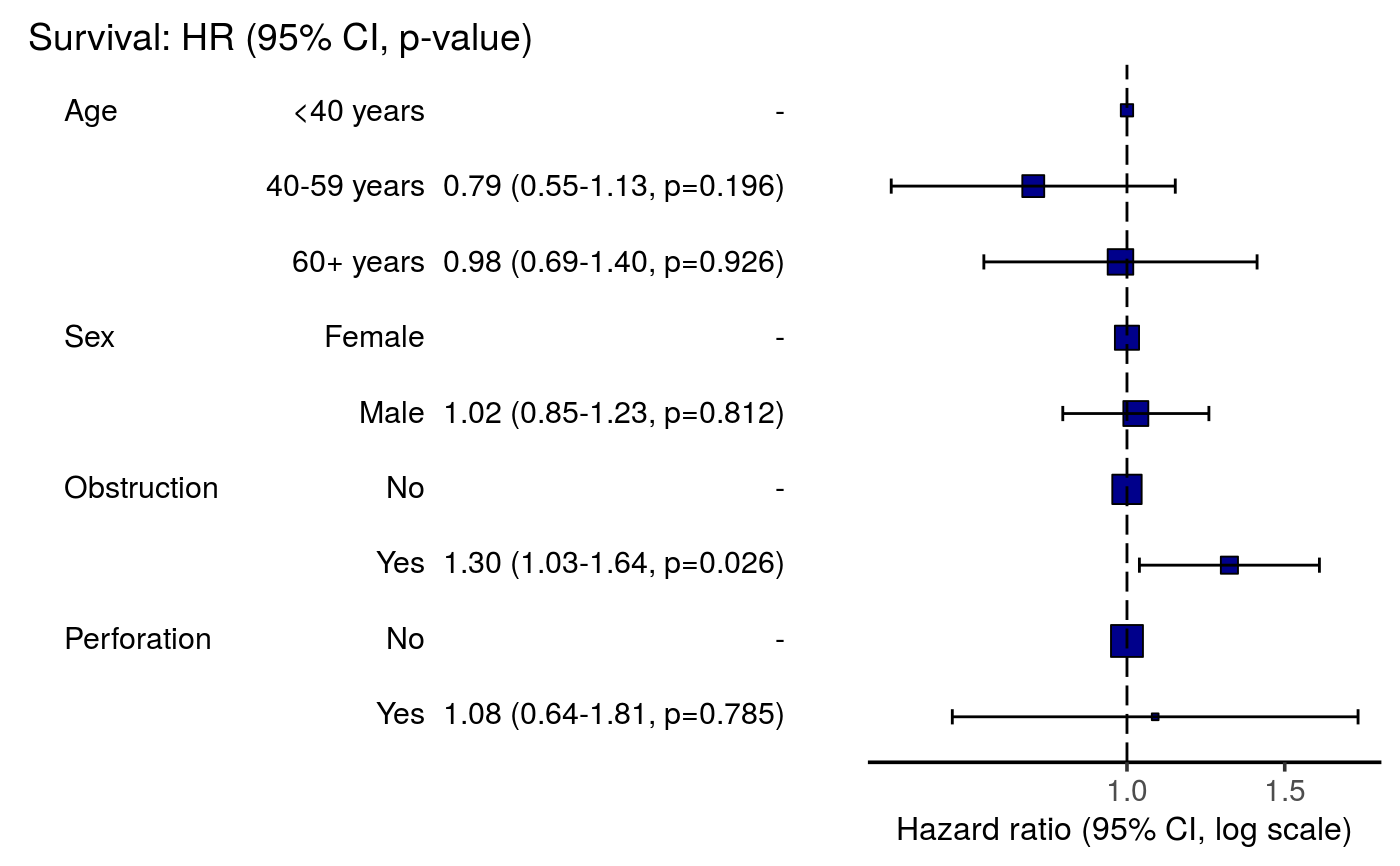 Survival: HR (95% CI, p-value)
Age <40 years -
40-59 years 0.79 (0.55-1.13, p=0.196)
60+ years 0.98 (0.69-1.40, p=0.926)
Sex Female -
Male 1.02 (0.85-1.23, p=0.812)
Obstruction No -
Yes 1.30 (1.03-1.64, p=0.026)
Perforation No -
Yes 1.08 (0.64-1.81, p=0.785)
1.0 1.5
Hazard ratio (95% CI, log scale)